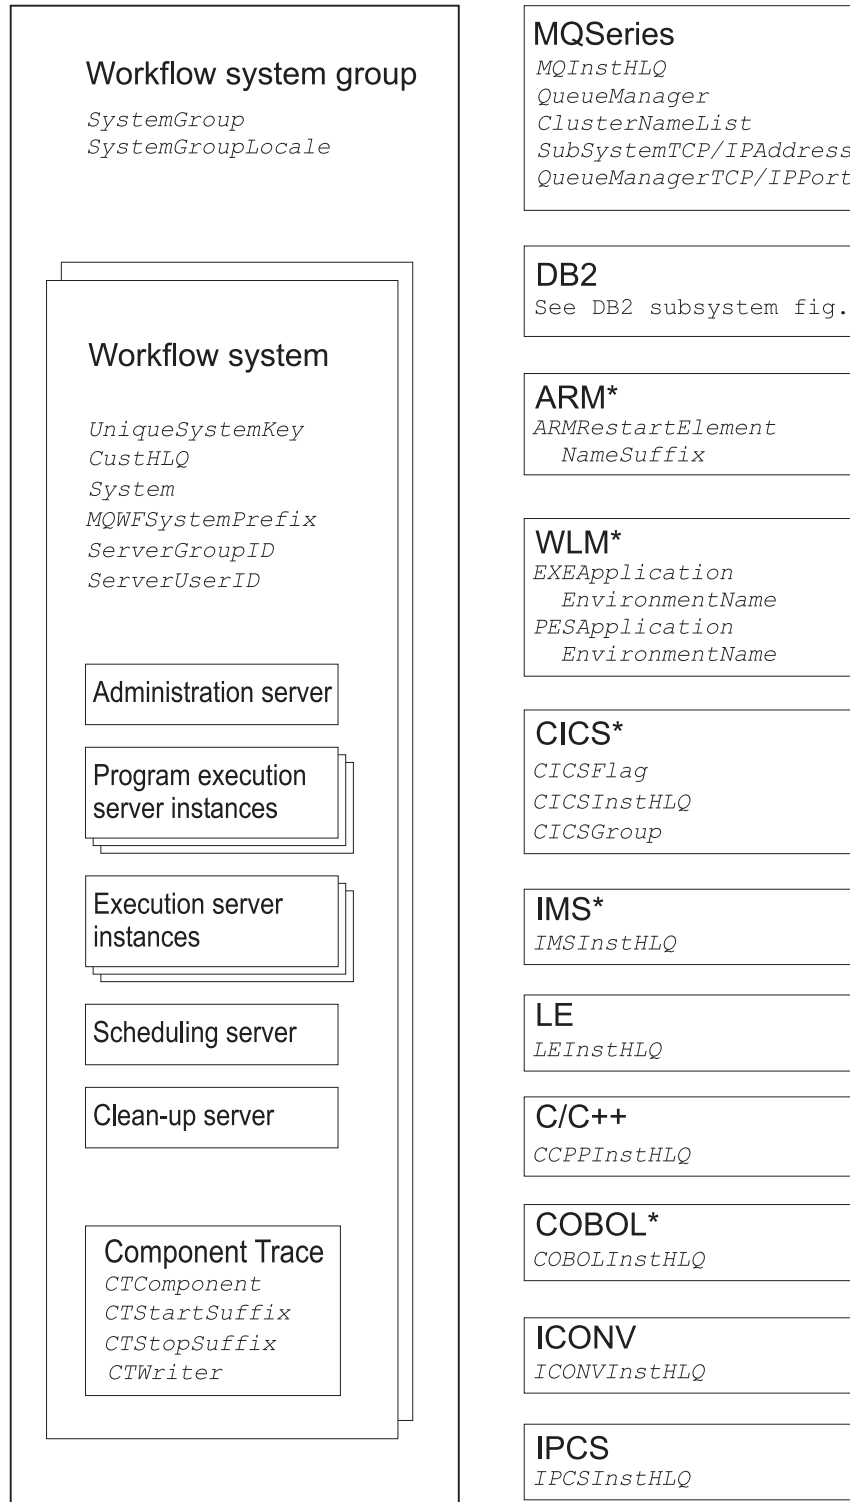 Workflow system group
SystemGroup
SystemGroupLocale
Workflow system
UniqueSystemKey
CustHLQ
System
MQWFSystemPrefix
ServerGroupID
ServerUserID
Administration server
Program execution
server instances
Execution server
instances
Scheduling server
Clean-up server
Component Trace
CTComponent
CTStartSuffix
CTStopSuffix
CTWriter
MQSeries
MQInstHLQ
QueueManager
ClusterNameList
SubSystemTCP/IPAddress
QueueManagerTCP/IPPort
DB2
See DB2 subsystem fig.
ARM*
ARMRestartElement
NameSuffix
WLM*
EXEApplication
EnvironmentName
PESApplication
EnvironmentName
CICS*
CICSFlag
CICSInstHLQ
CICSGroup
IMS*
IMSInstHLQ
LE
LEInstHLQ
C/C++
CCPPInstHLQ
COBOL*
COBOLInstHLQ
ICONV
ICONVInstHLQ
IPCS
IPCSInstHLQ